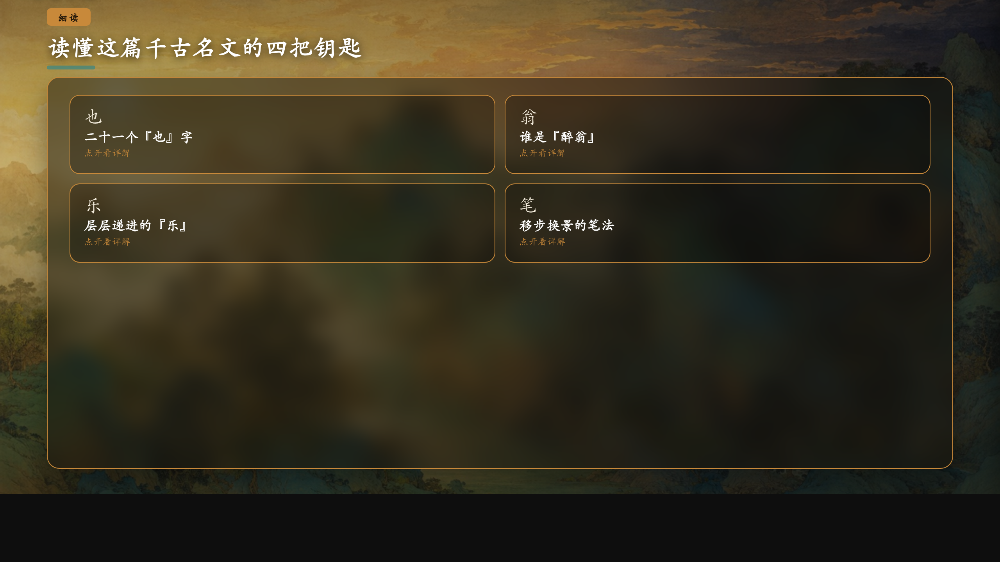 细读
读懂这篇千古名文的四把钥匙
也
二十一个『也』字
点开看详解
翁
谁是『醉翁』
点开看详解
乐
层层递进的『乐』
点开看详解
笔
移步换景的笔法
点开看详解